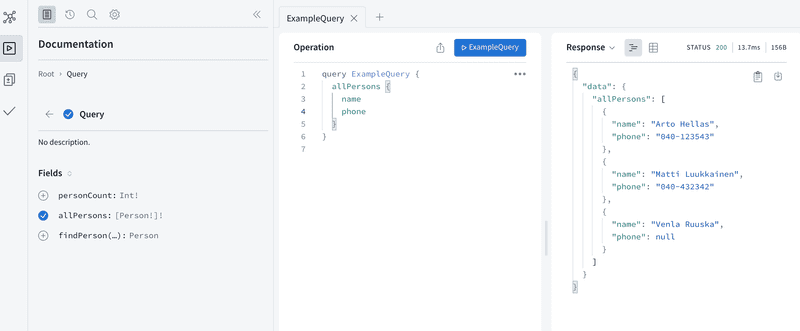 Documentation
Root › Query
Query
No description.
Fields
personCount: Int!
allPersons: [Person!]!
findPerson(…): Person
ExampleQuery
Operation
ExampleQuery
1 query ExampleQuery {
2 allPersons {
3 name
4 phone
5 }
6 }
7
Response
STATUS 200 13.7ms 156B
{
"data": {
"allPersons": [
{
"name": "Arto Hellas",
"phone": "040-123543"
},
{
"name": "Matti Luukkainen",
"phone": "040-432342"
},
{
"name": "Venla Ruuska",
"phone": null
}
]
}
}